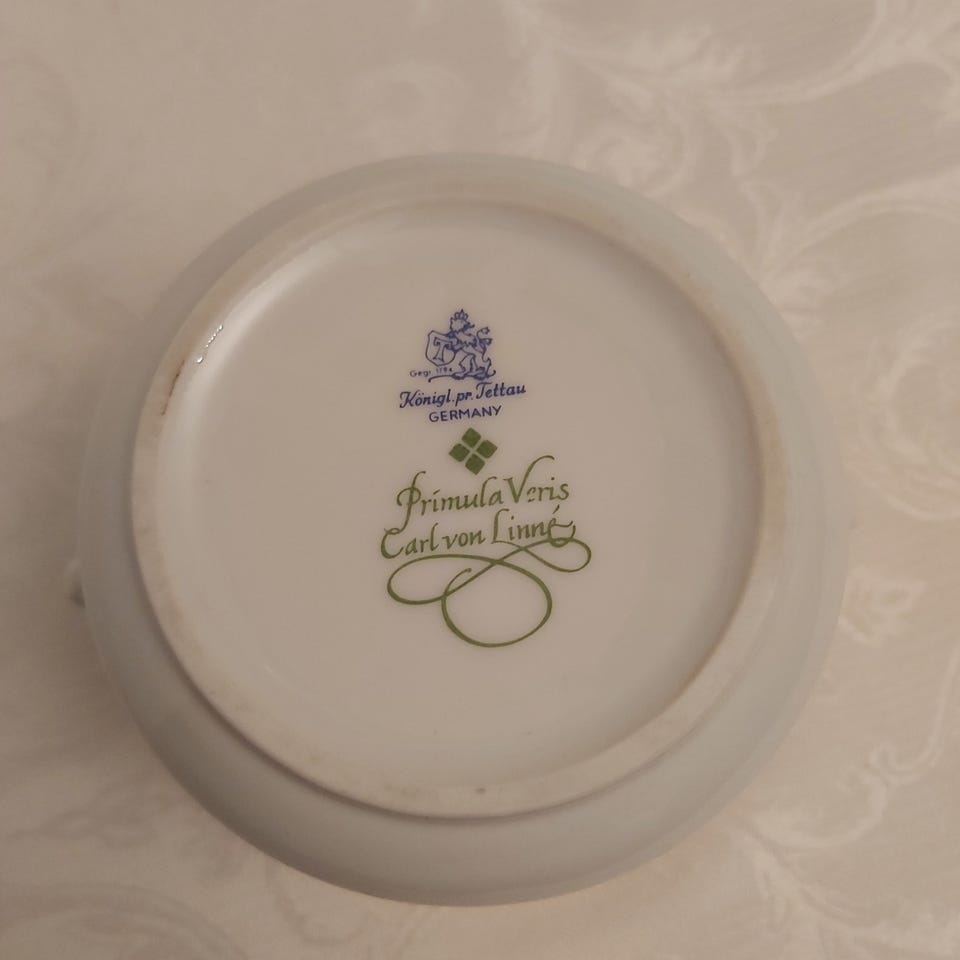 T
Gegr. 1794
Königl. pr. Tettau
GERMANY
Primula Veris
Carl von Linné